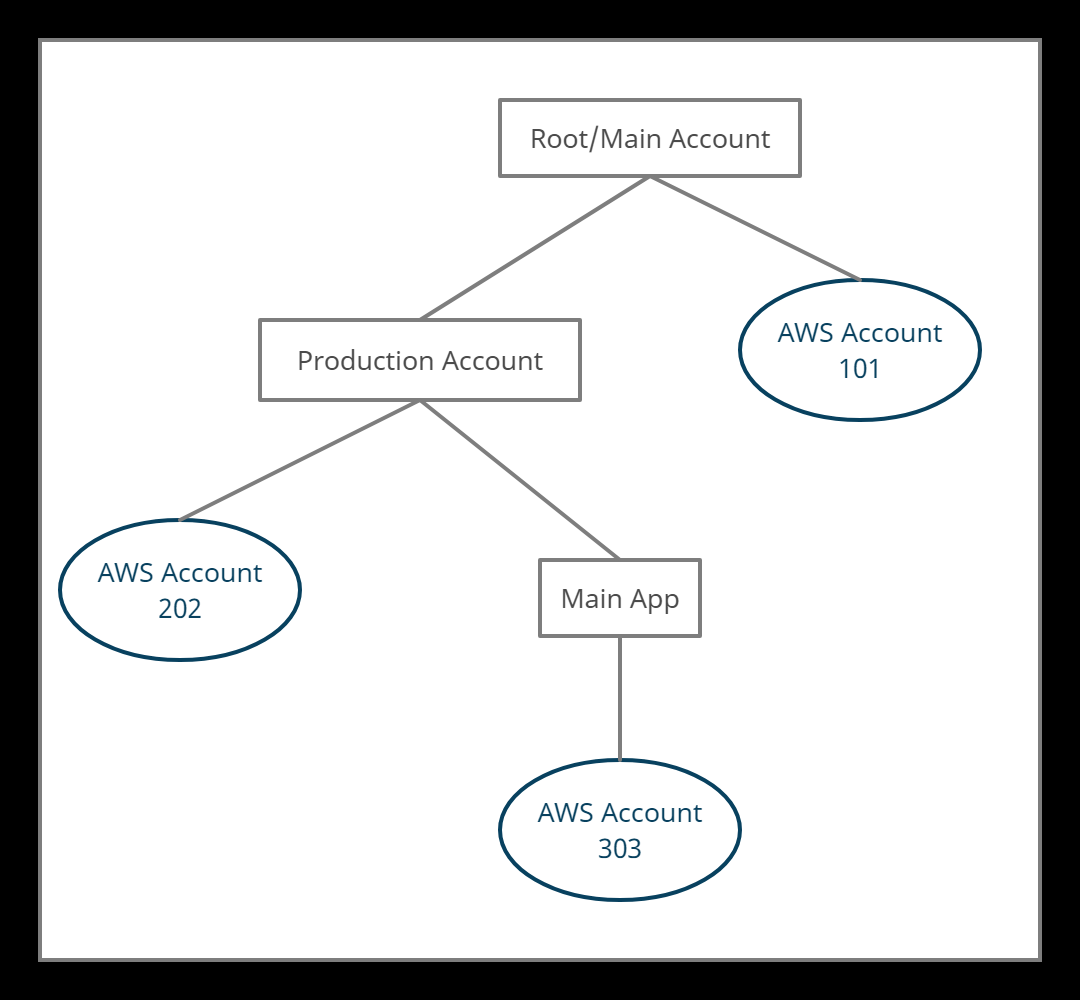 Root/Main Account
Production Account
AWS Account
101
AWS Account
202
Main App
AWS Account
303